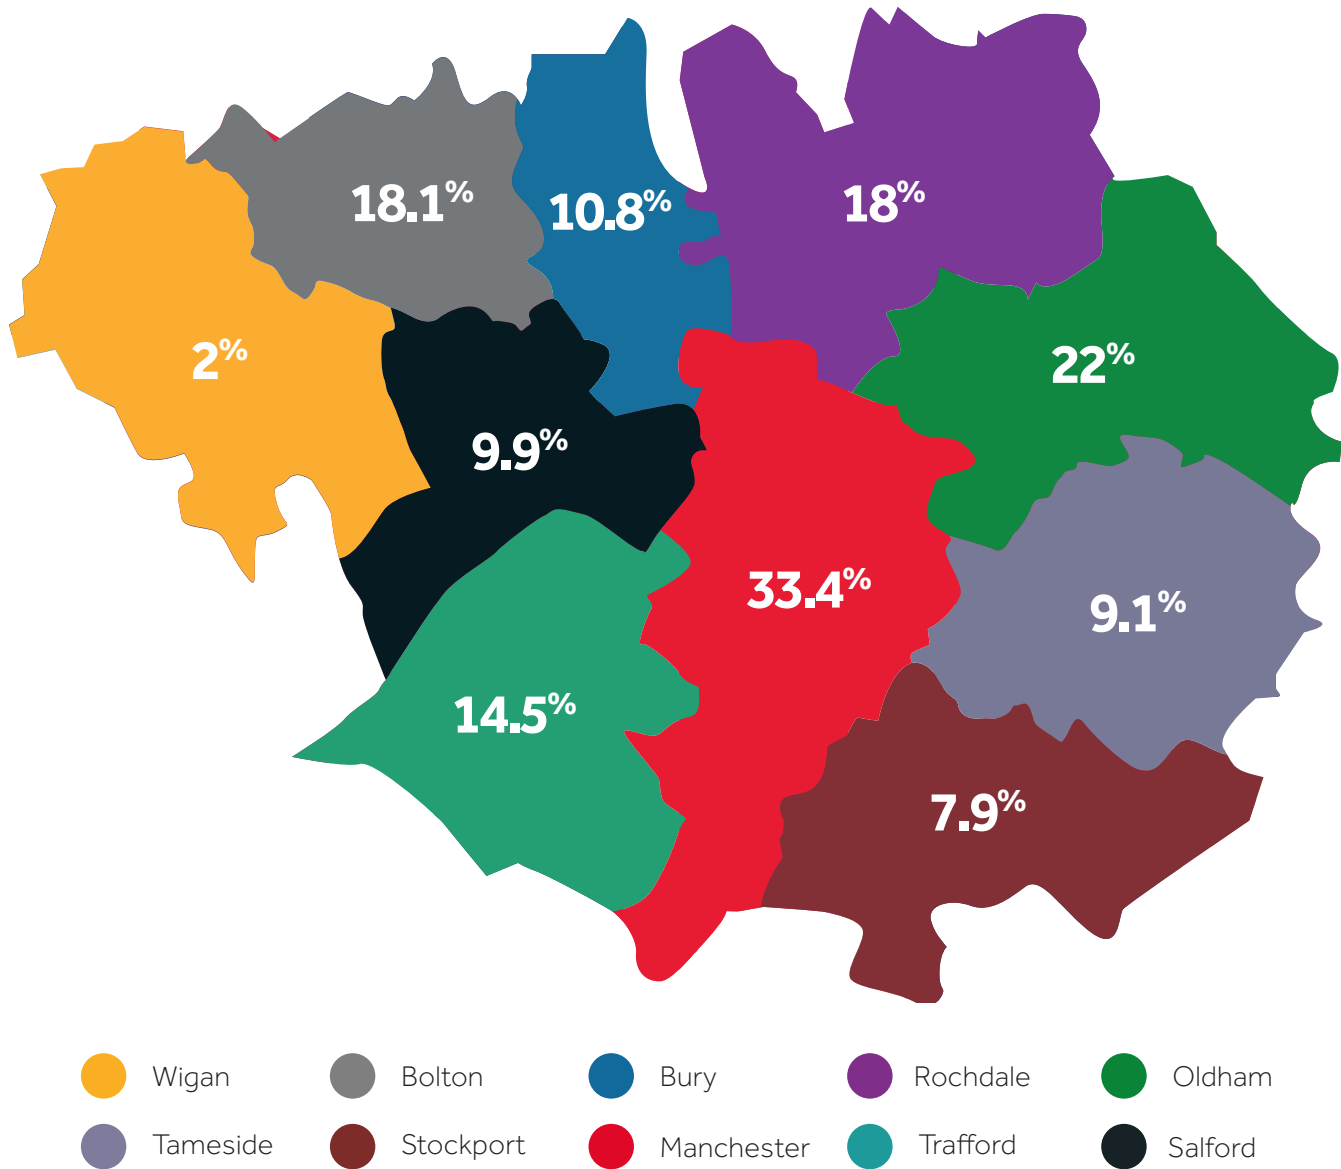 18.1%
10.8%
18%
2%
22%
9.9%
33.4%
9.1%
14.5%
7.9%
Wigan
Bolton
Bury
Rochdale
Oldham
Tameside
Stockport
Manchester
Trafford
Salford